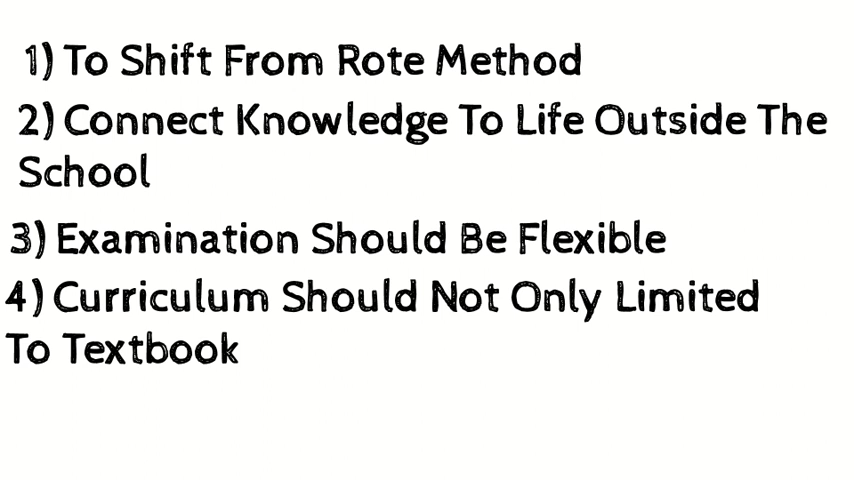 1) To Shift From Rote Method
2) Connect Knowledge To Life Outside The
School
3) Examination Should Be Flexible
4) Curriculum Should Not Only Limited
To Textbook